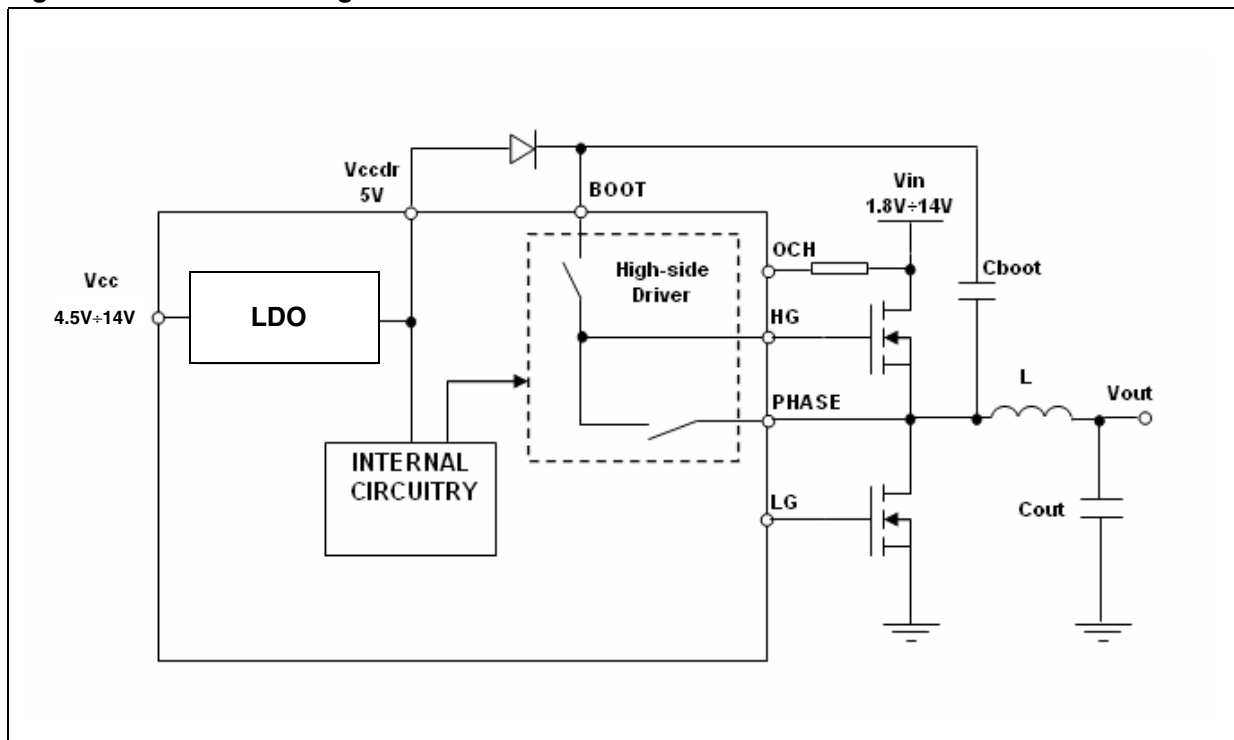 Vccdr
5V
BOOT
Vin
1.8V÷14V
OCH
Cboot
High-side
Driver
Vcc
4.5V÷14V
LDO
HG
L
Vout
PHASE
INTERNAL
CIRCUITRY
LG
Cout